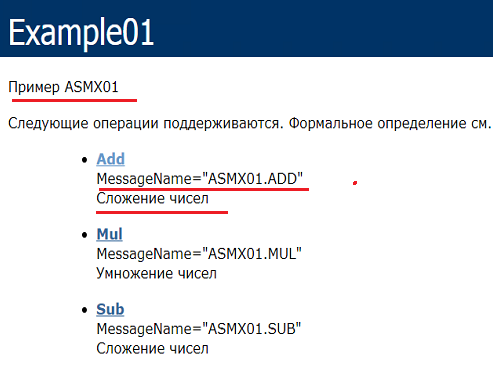 Example01
Пример ASMX01
Следующие операции поддерживаются. Формальное определение см.
Add
MessageName="ASMX01.ADD"
Сложение чисел
Mul
MessageName="ASMX01.MUL"
Умножение чисел
Sub
MessageName="ASMX01.SUB"
Сложение чисел